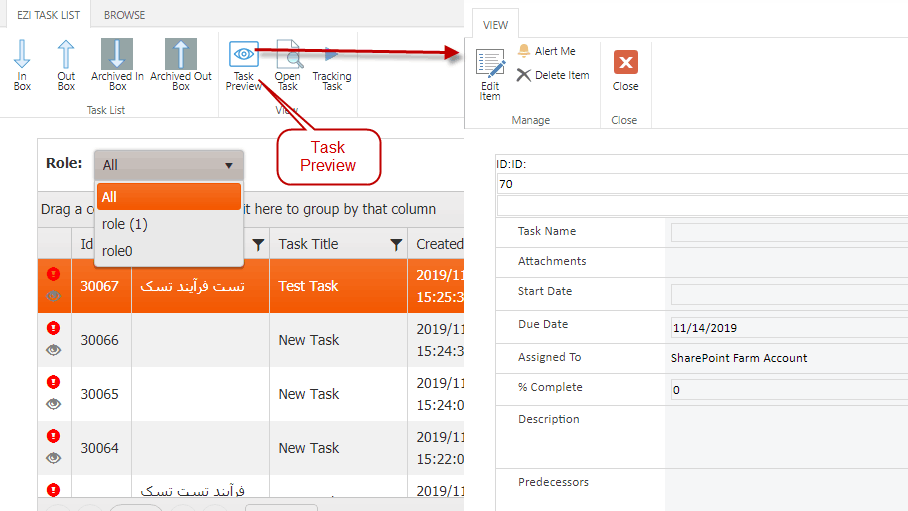 EZI TASK LIST
BROWSE
In
Box
Out
Box
Archived In
Box
Archived Out
Box
Task List
Task
Preview
Open
Task
Tracking
Task
View
Task
Preview
Role:
All
All
role (1)
role0
Drag a
it here to group by that column
Id
Task Title
Created
30067
تست فرآیند تسک
Test Task
2019/11
15:25:3
30066
New Task
2019/11
15:24:3
30065
New Task
2019/11
15:24:0
30064
New Task
2019/11
15:22:0
فرآیند تست تسک
2019/11
VIEW
Edit
Item
Alert Me
Delete Item
Manage
Close
Close
ID:ID:
70
Task Name
Attachments
Start Date
Due Date
11/14/2019
Assigned To
SharePoint Farm Account
% Complete
0
Description
Predecessors